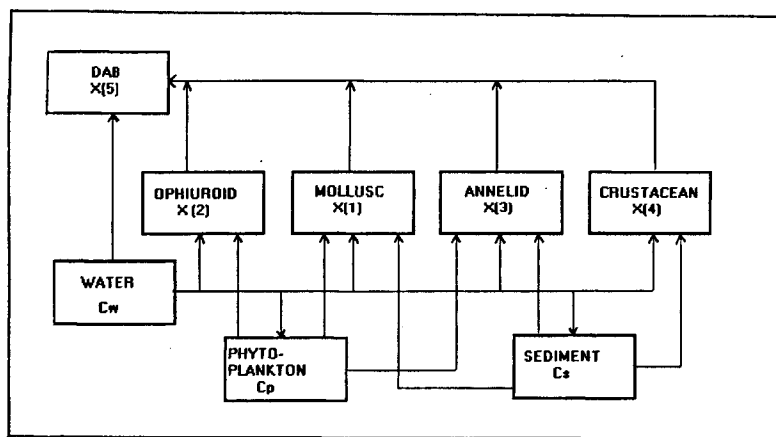 DAB
X(5)
OPHIUROID
X(2)
MOLLUSC
X(1)
ANNELID
X(3)
CRUSTACEAN
X(4)
WATER
Cw
PHYTO-
PLANKTON
Cp
SEDIMENT
Cs